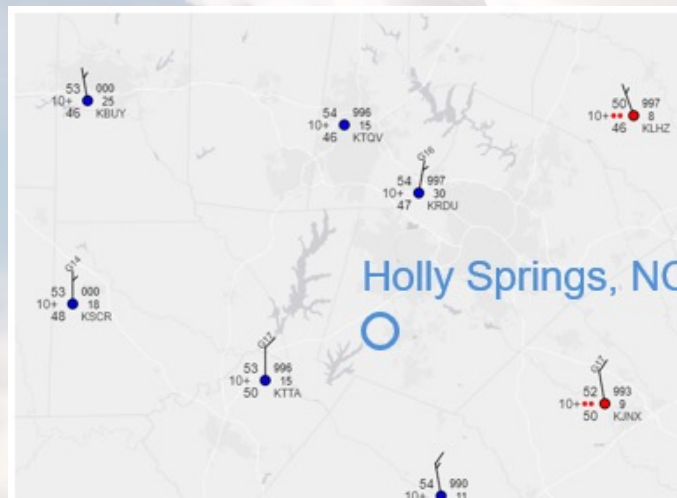 53 000
10+ 25
46 KBUY
54 996
10+ 15
46 KTQV
50 997
10+ 8
46 KLHZ
G16
54 997
10+ 30
47 KRDU
G14
53 000
10+ 18
48 KSCR
Holly Springs, NC
G17
53 996
10+ 15
50 KTTA
G17
52 993
10+ 9
50 KJNX
54 990
10+ 11